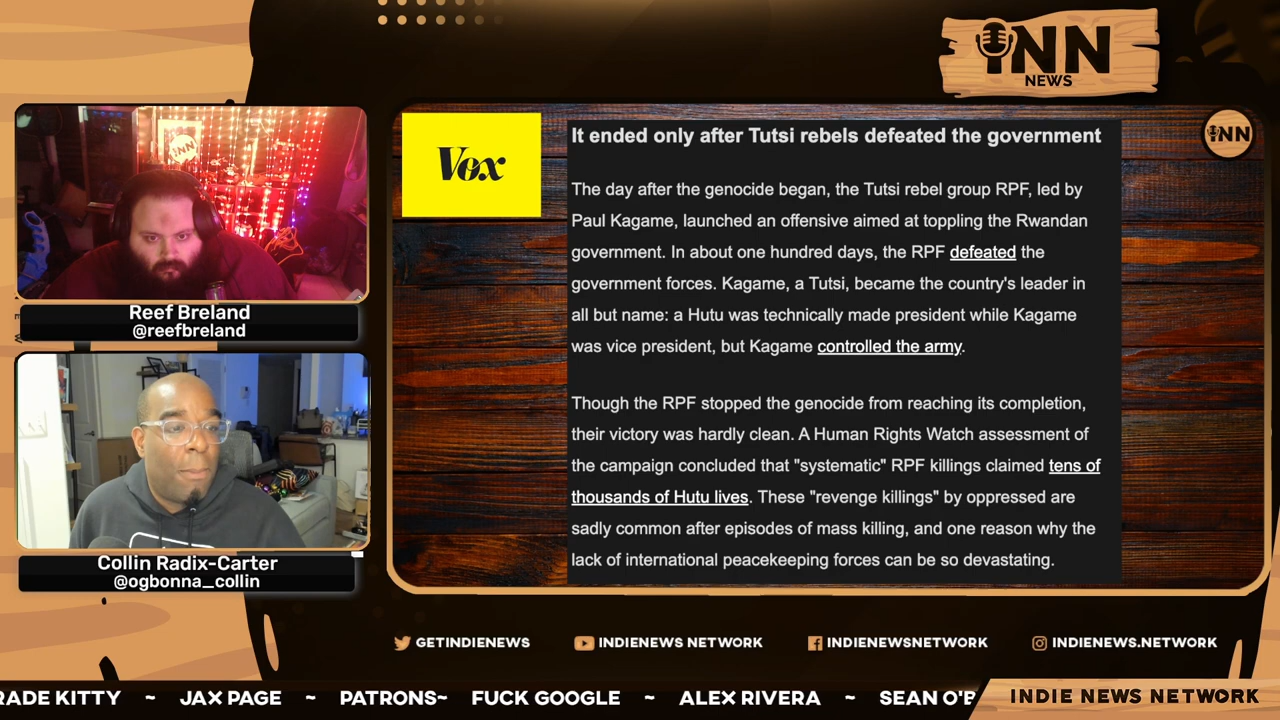 INN
NEWS
INN
Vox
It ended only after Tutsi rebels defeated the government
The day after the genocide began, the Tutsi rebel group RPF, led by
Paul Kagame, launched an offensive aimed at toppling the Rwandan
government. In about one hundred days, the RPF defeated the
government forces. Kagame, a Tutsi, became the country's leader in
all but name: a Hutu was technically made president while Kagame
was vice president, but Kagame controlled the army.
Though the RPF stopped the genocide from reaching its completion,
their victory was hardly clean. A Human Rights Watch assessment of
the campaign concluded that "systematic" RPF killings claimed tens of
thousands of Hutu lives. These "revenge killings" by oppressed are
sadly common after episodes of mass killing, and one reason why the
lack of international peacekeeping forces can be so devastating.
INN
Reef Breland
@reefbreland
Collin Radix-Carter
@ogbonna_collin
GETINDIENEWS
INDIENEWS NETWORK
INDIENEWSNETWORK
INDIENEWS.NETWORK
RADE KITTY ~ JAX PAGE ~ PATRONS~ FUCK GOOGLE ~ ALEX RIVERA ~ SEAN O'B
INDIE NEWS NETWORK